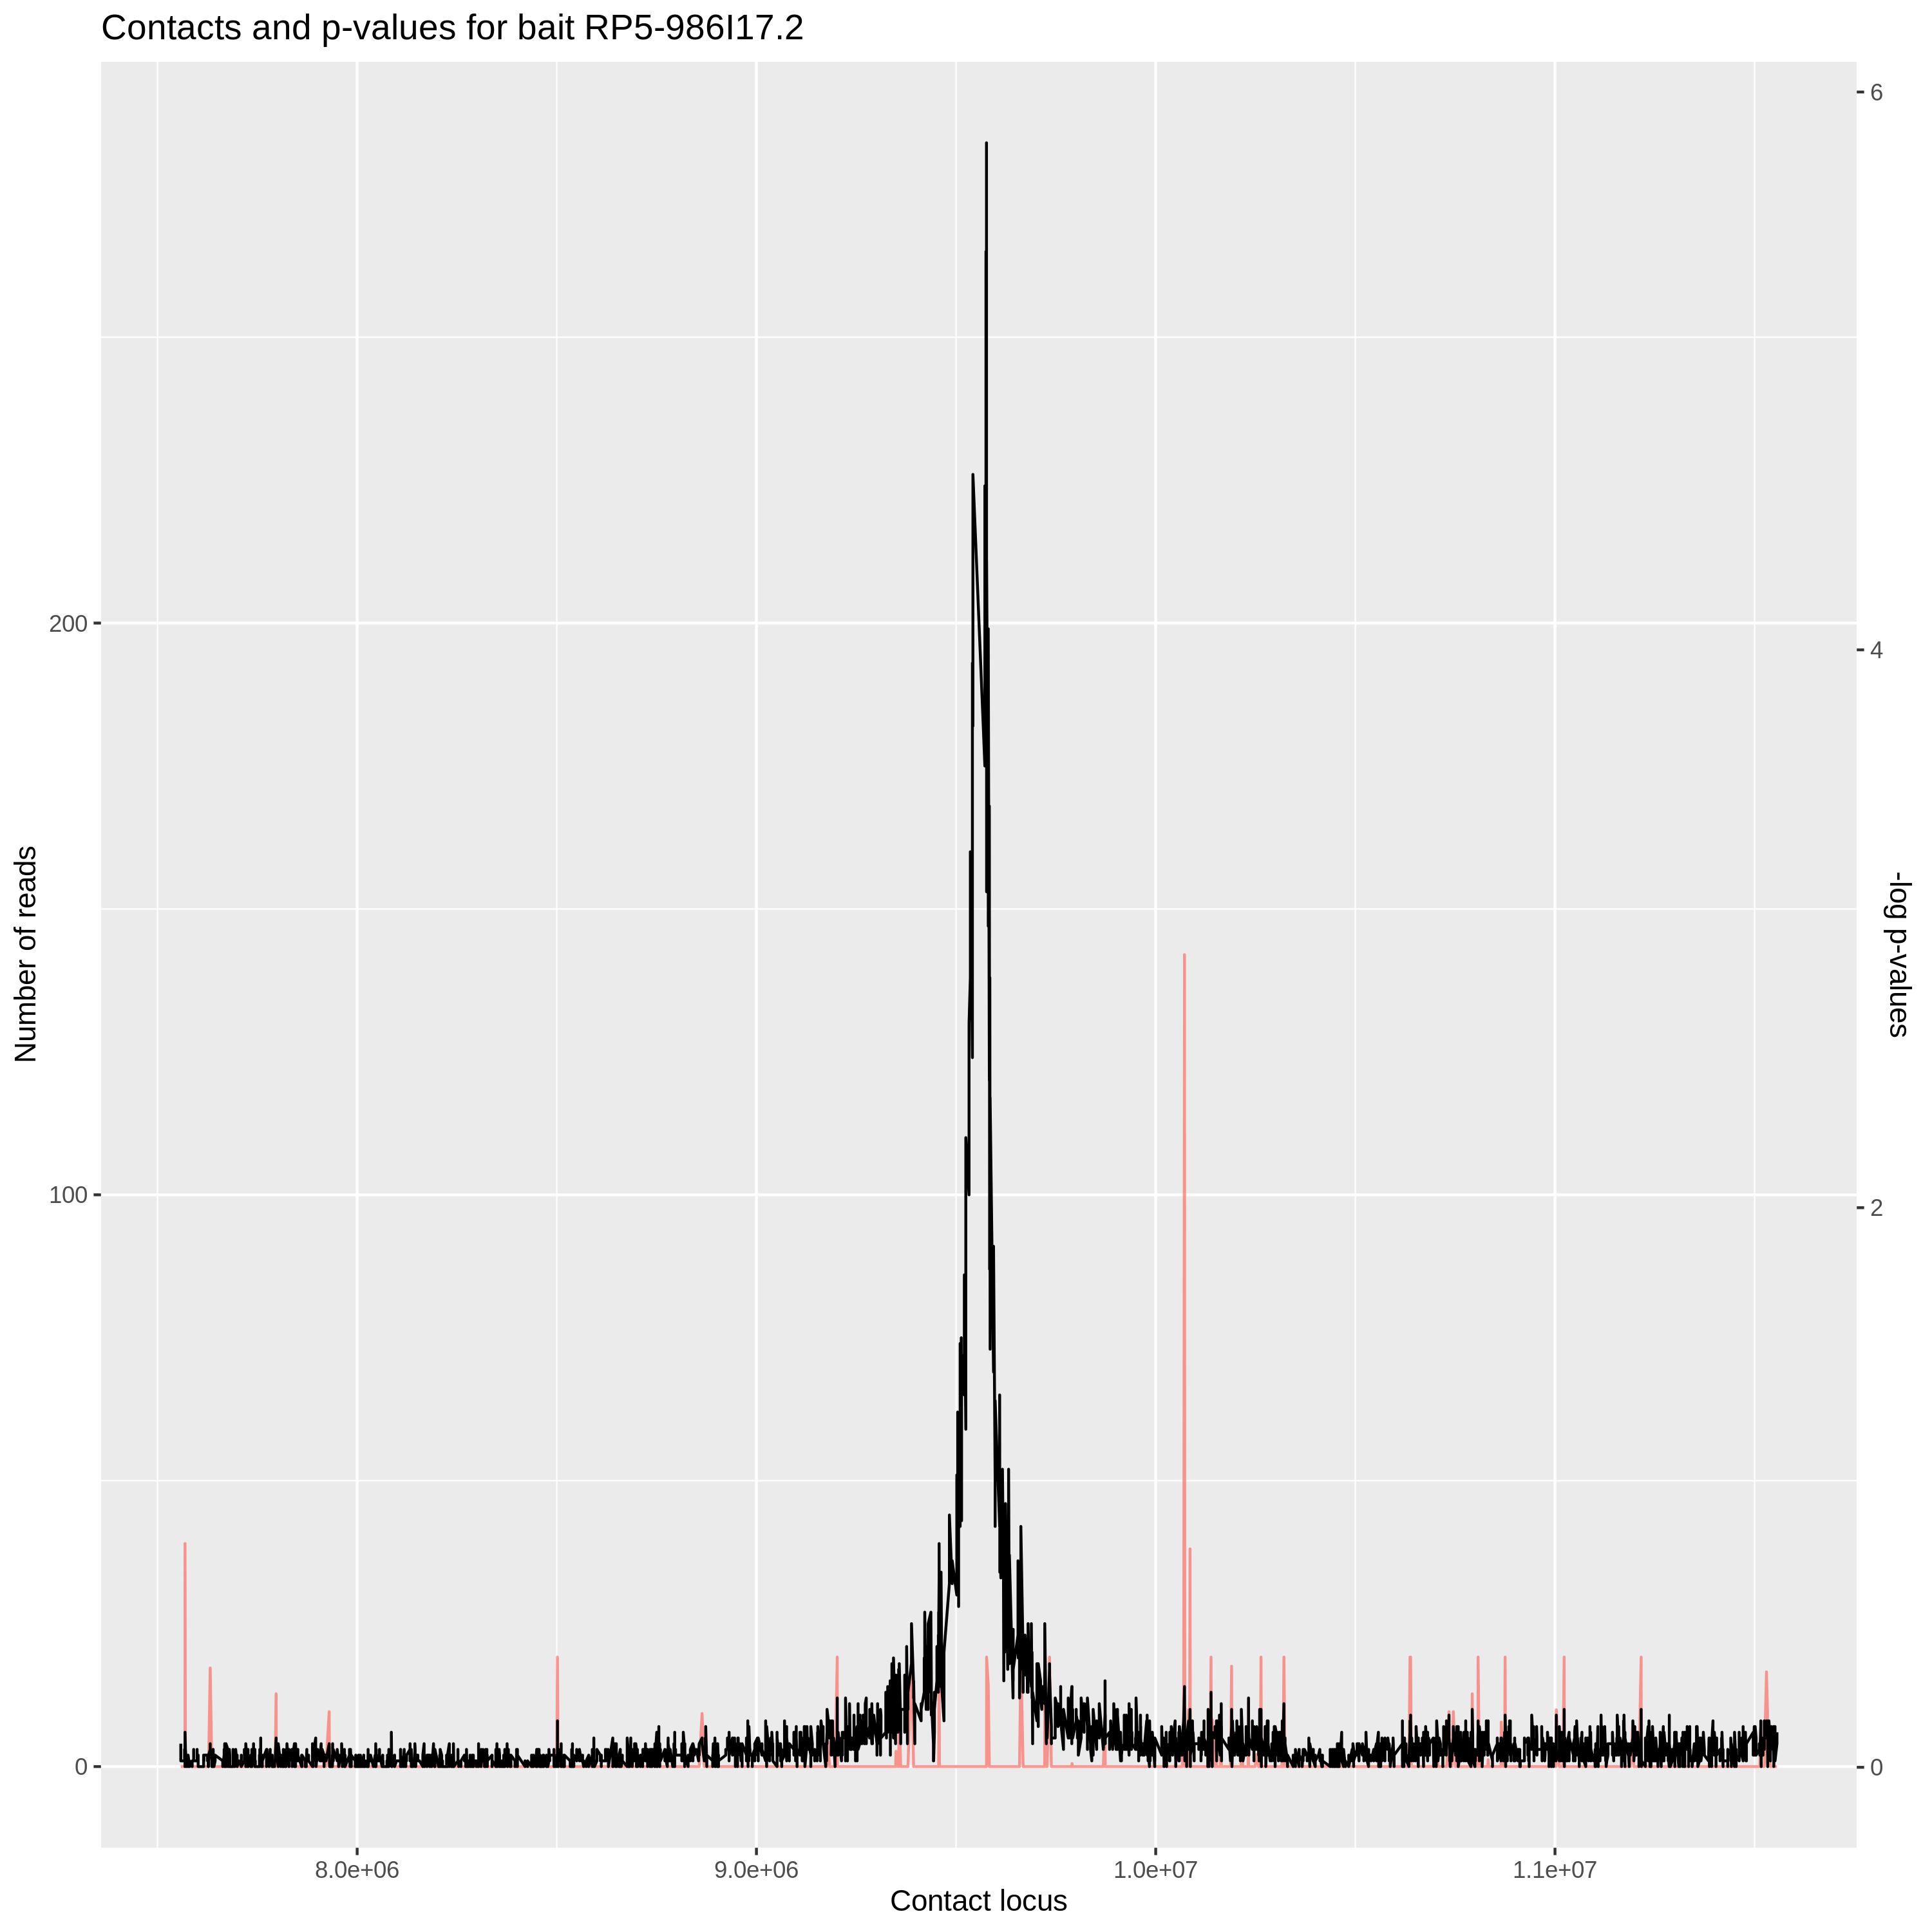 Contacts and p-values for bait RP5-986I17.2
6
4
2
0
200
100
0
Number of reads
-log p-values
8.0e+06
9.0e+06
1.0e+07
1.1e+07
Contact locus